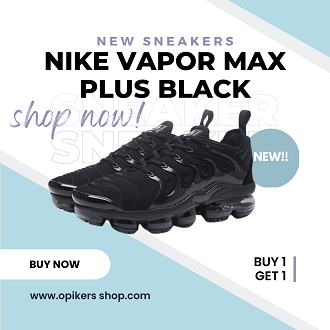 NEW SNEAKERS
NIKE VAPOR MAX
PLUS BLACK
shop now!
SNEAKER
NEW!!
BUY NOW
BUY 1
GET 1
www.opikers shop.com